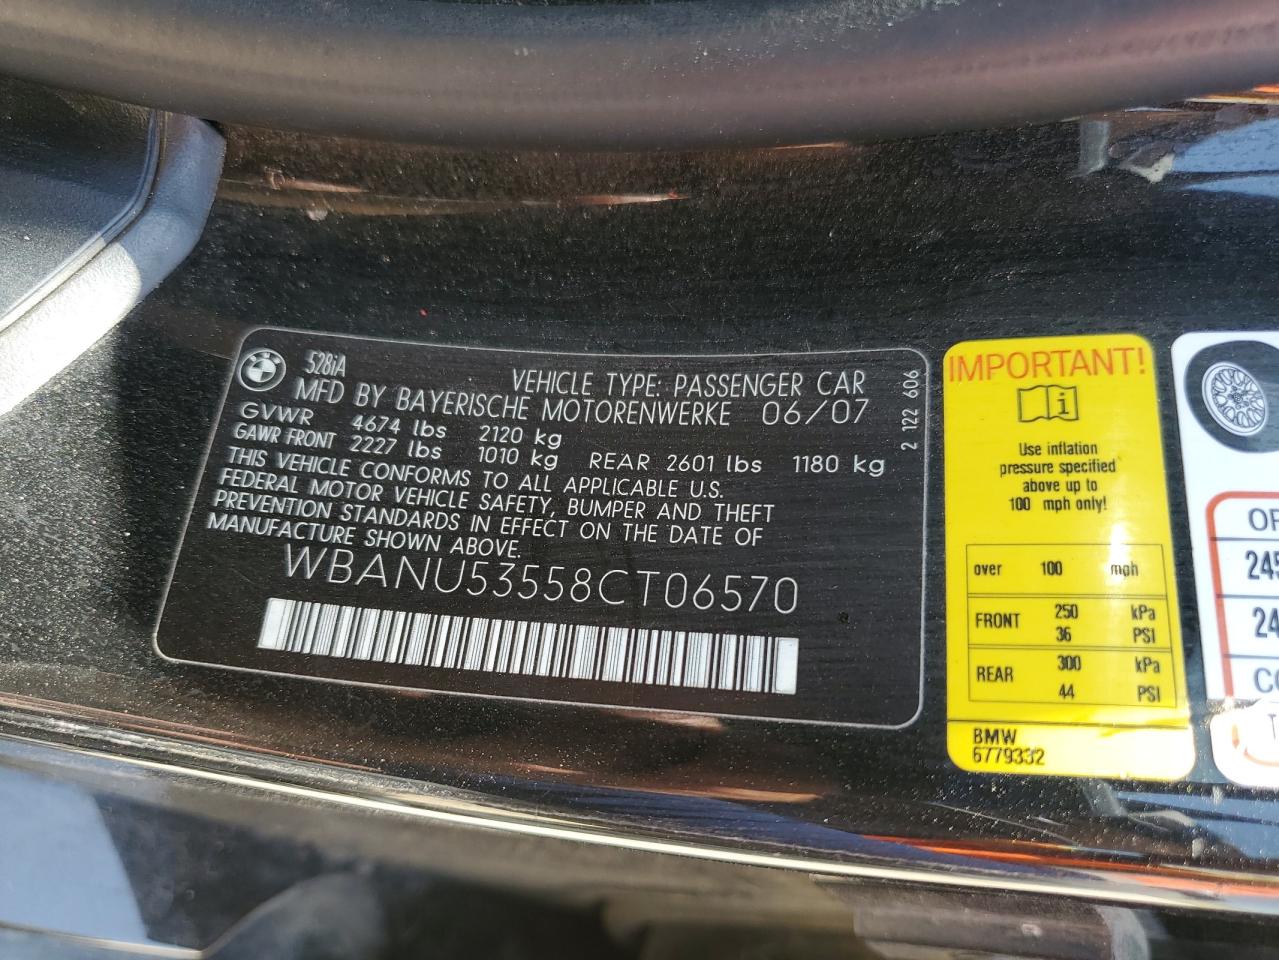 BMW
528iA
VEHICLE TYPE: PASSENGER CAR
MFD BY BAYERISCHE MOTORENWERKE 06/07
GVWR 4674 lbs 2120 kg
GAWR FRONT 2227 lbs 1010 kg REAR 2601 lbs 1180 kg
THIS VEHICLE CONFORMS TO ALL APPLICABLE U.S.
FEDERAL MOTOR VEHICLE SAFETY, BUMPER AND THEFT
PREVENTION STANDARDS IN EFFECT ON THE DATE OF
MANUFACTURE SHOWN ABOVE.
WBANU53558CT06570
2 122 606
IMPORTANT!
i
Use inflation
pressure specified
above up to
100 mph only!
over 100 mph
FRONT 250 kPa
36 PSI
REAR 300 kPa
44 PSI
BMW
6779332
245